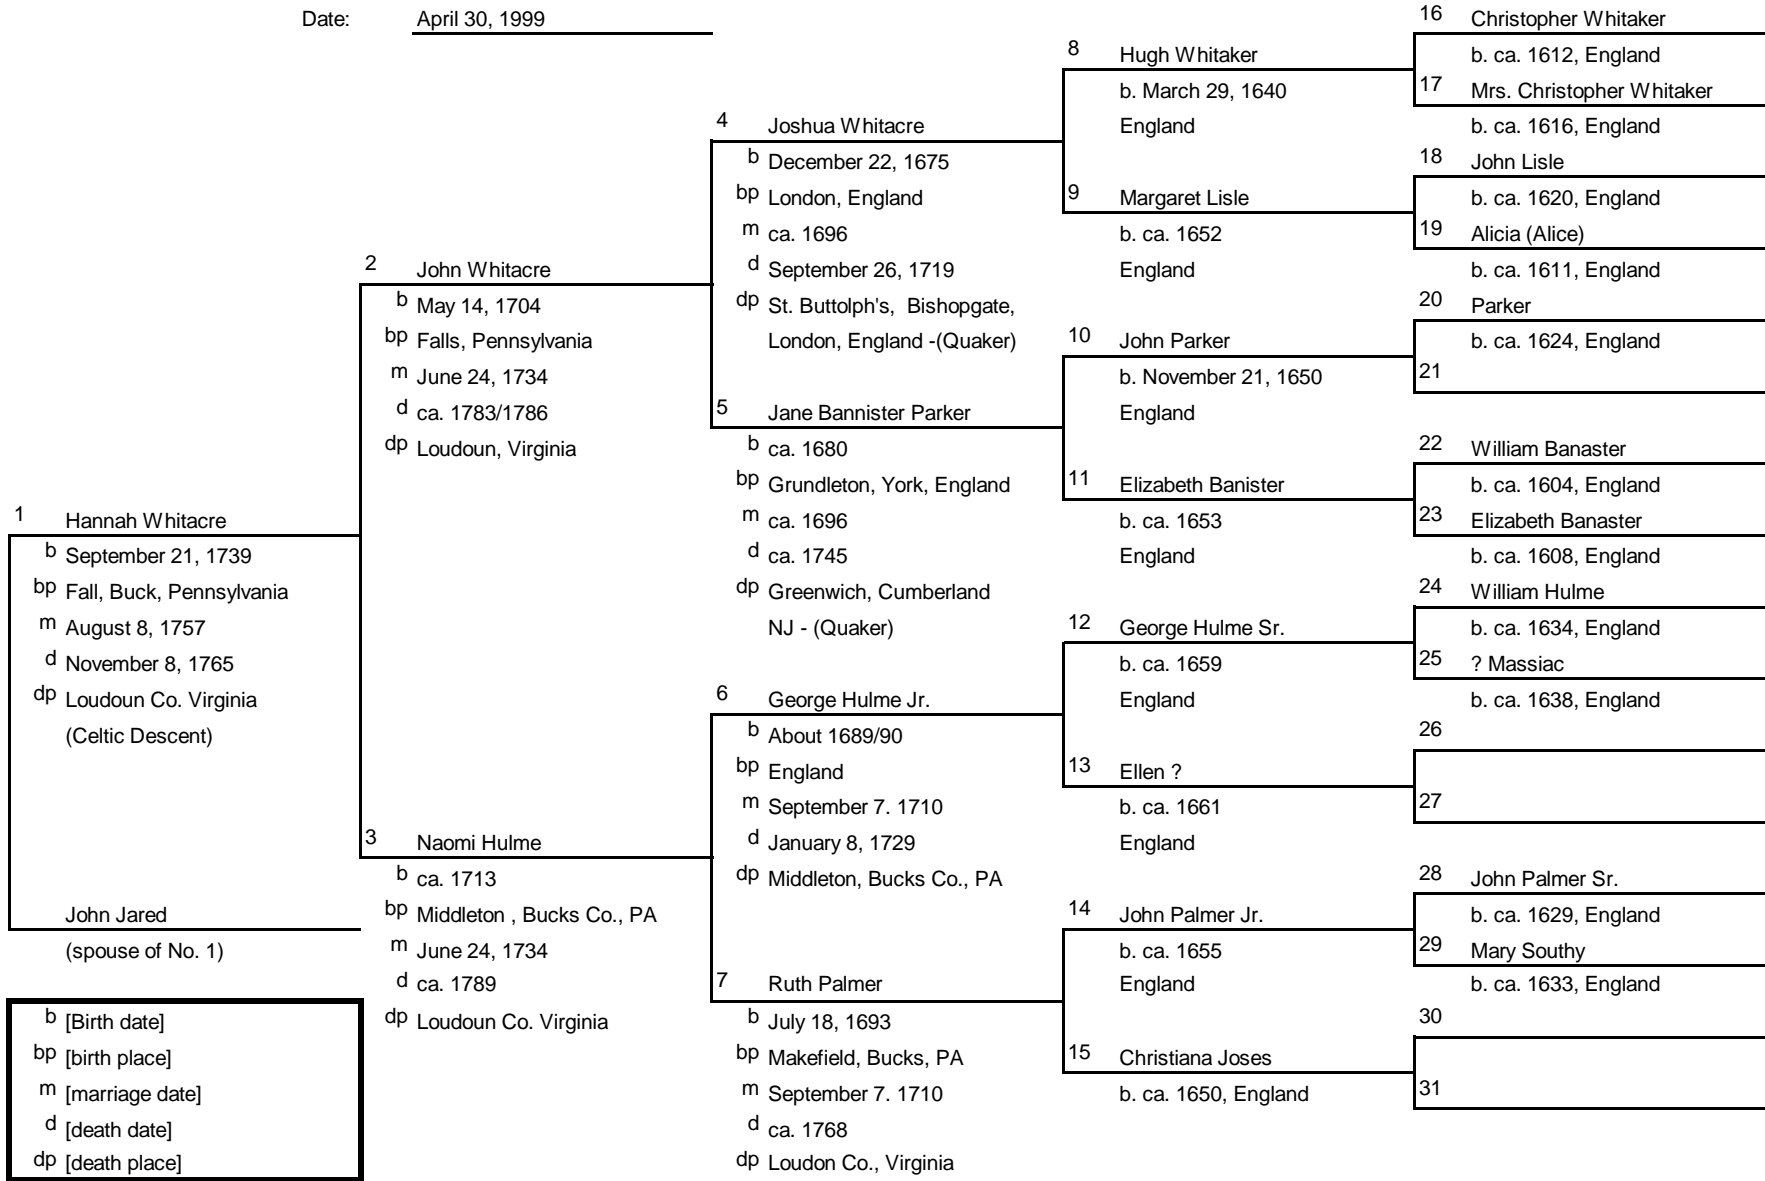 Date: April 30, 1999
1 Hannah Whitacre
b September 21, 1739
bp Fall, Buck, Pennsylvania
m August 8, 1757
d November 8, 1765
dp Loudoun Co. Virginia
(Celtic Descent)
John Jared
(spouse of No. 1)
b [Birth date]
bp [birth place]
m [marriage date]
d [death date]
dp [death place]
2 John Whitacre
b May 14, 1704
bp Falls, Pennsylvania
m June 24, 1734
d ca. 1783/1786
dp Loudoun, Virginia
3 Naomi Hulme
b ca. 1713
bp Middleton , Bucks Co., PA
m June 24, 1734
d ca. 1789
dp Loudoun Co. Virginia
4 Joshua Whitacre
b December 22, 1675
bp London, England
m ca. 1696
d September 26, 1719
dp St. Buttolph's, Bishopgate,
London, England -(Quaker)
5 Jane Bannister Parker
b ca. 1680
bp Grundleton, York, England
m ca. 1696
d ca. 1745
dp Greenwich, Cumberland
NJ - (Quaker)
6 George Hulme Jr.
b About 1689/90
bp England
m September 7. 1710
d January 8, 1729
dp Middleton, Bucks Co., PA
7 Ruth Palmer
b July 18, 1693
bp Makefield, Bucks, PA
m September 7. 1710
d ca. 1768
dp Loudon Co., Virginia
8 Hugh Whitaker
b. March 29, 1640
England
9 Margaret Lisle
b. ca. 1652
England
10 John Parker
b. November 21, 1650
England
11 Elizabeth Banister
b. ca. 1653
England
12 George Hulme Sr.
b. ca. 1659
England
13 Ellen ?
b. ca. 1661
England
14 John Palmer Jr.
b. ca. 1655
England
15 Christiana Joses
b. ca. 1650, England
16 Christopher Whitaker
b. ca. 1612, England
17 Mrs. Christopher Whitaker
b. ca. 1616, England
18 John Lisle
b. ca. 1620, England
19 Alicia (Alice)
b. ca. 1611, England
20 Parker
b. ca. 1624, England
21
22 William Banaster
b. ca. 1604, England
23 Elizabeth Banaster
b. ca. 1608, England
24 William Hulme
b. ca. 1634, England
25 ? Massiac
b. ca. 1638, England
26
27
28 John Palmer Sr.
b. ca. 1629, England
29 Mary Southy
b. ca. 1633, England
30
31